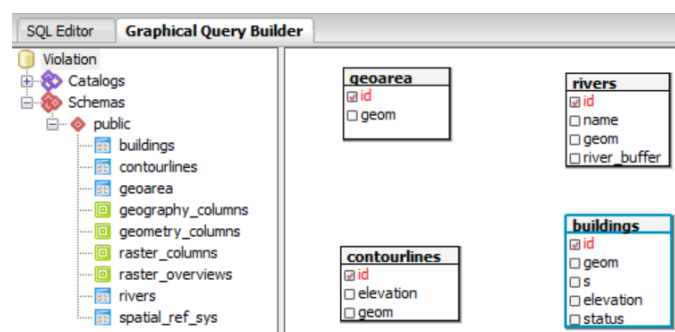 SQL Editor
Graphical Query Builder
Violation
Catalogs
Schemas
public
buildings
contourlines
geoarea
geography_columns
geometry_columns
raster_columns
raster_overviews
rivers
spatial_ref_sys
geoarea
id
geom
rivers
id
name
geom
river_buffer
contourlines
id
elevation
geom
buildings
id
geom
s
elevation
status